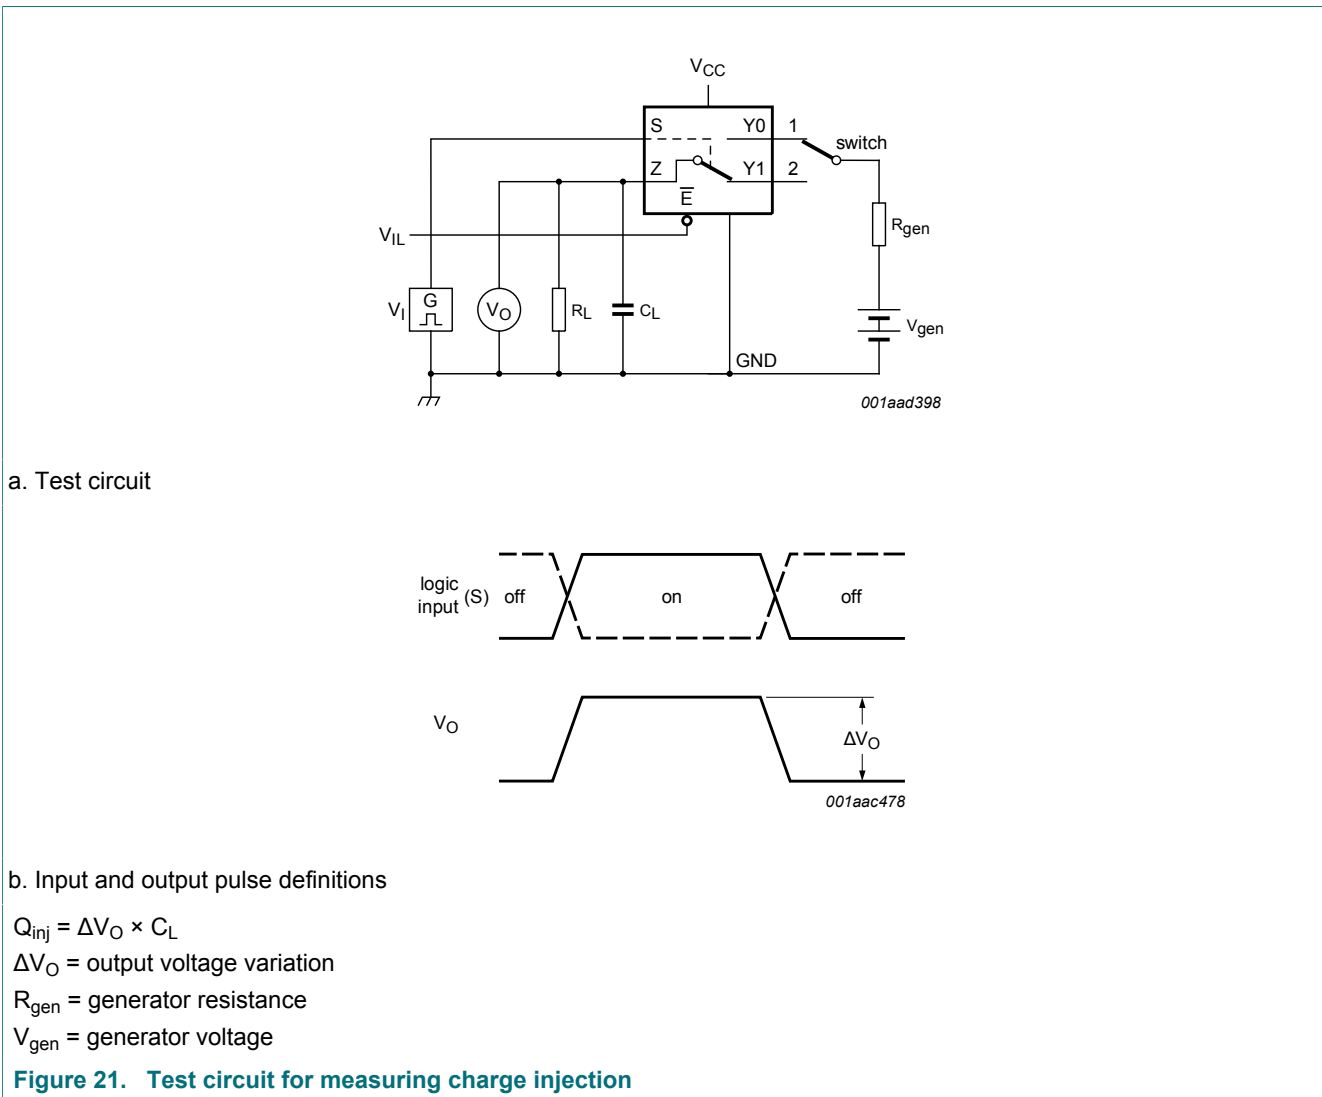 VCC
S Y0 1
switch
Z Y1 2
E
VIL
Rgen
VI G VO RL CL
Vgen
GND
001aad398
a. Test circuit
logic
input (S) off on off
VO
ΔVO
001aac478
b. Input and output pulse definitions
Qinj = ΔVO × CL
ΔVO = output voltage variation
Rgen = generator resistance
Vgen = generator voltage
Figure 21. Test circuit for measuring charge injection